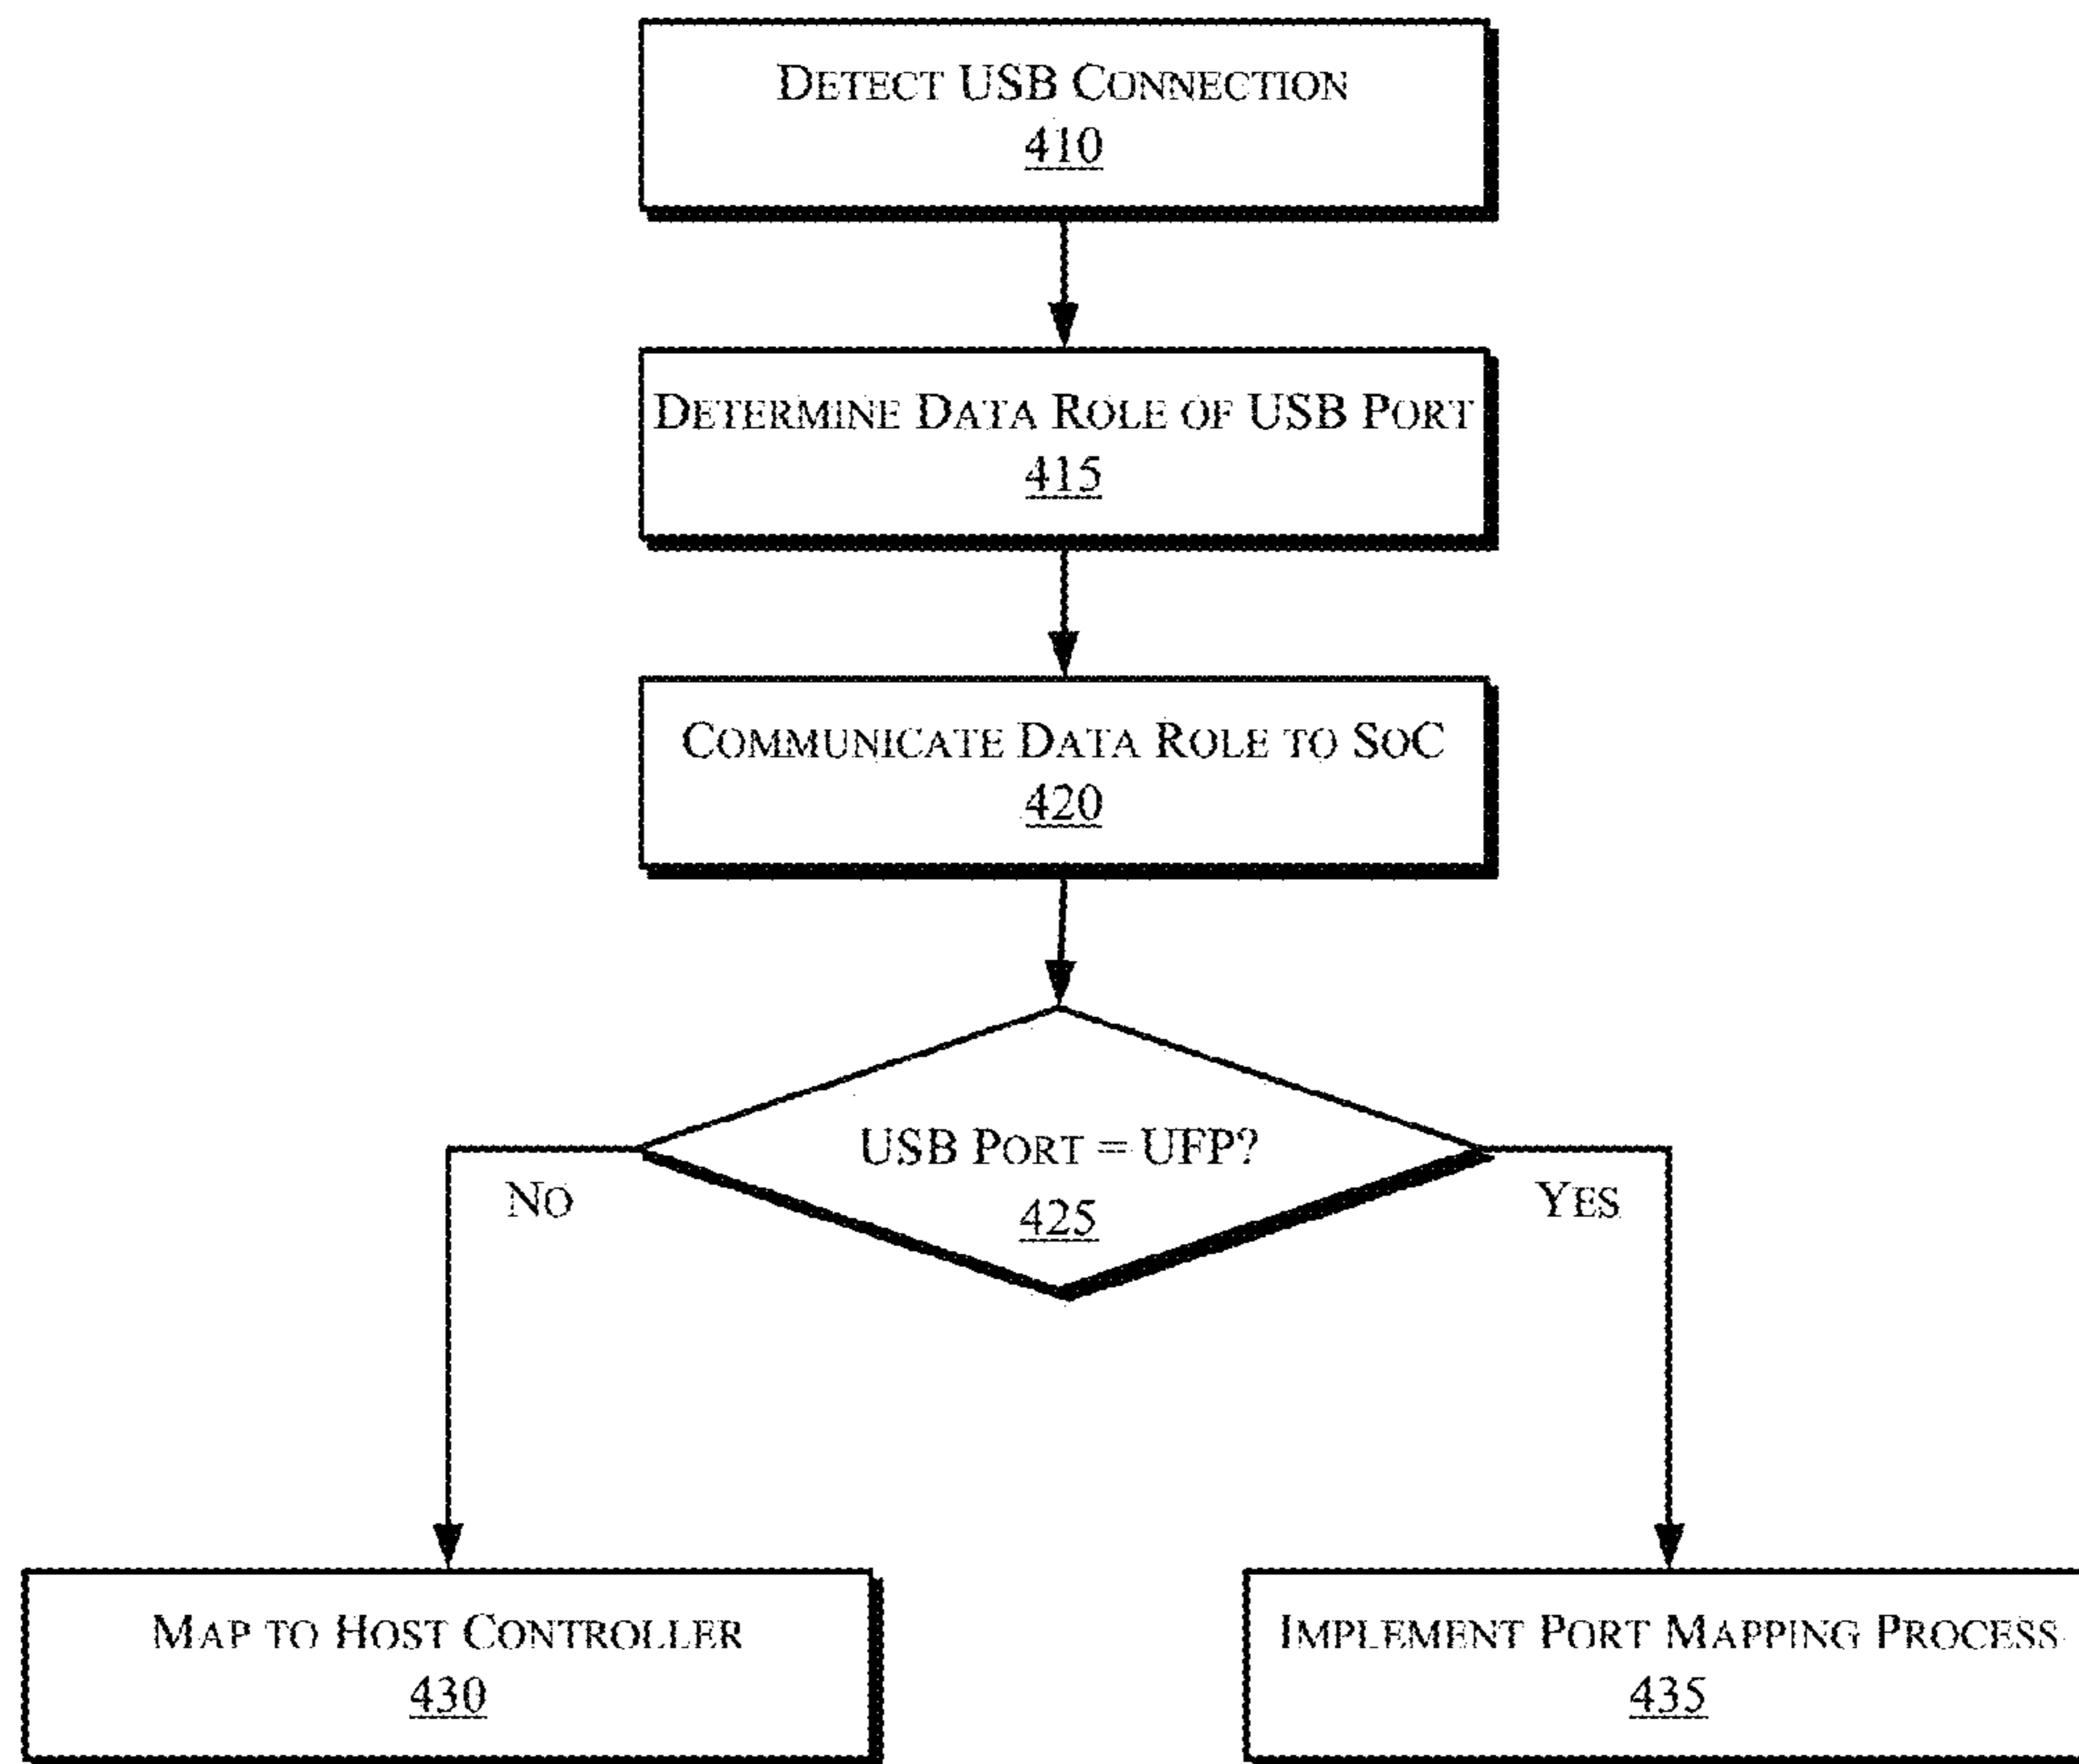 DETECT USB CONNECTION
410
DETERMINE DATA ROLE OF USB PORT
415
COMMUNICATE DATA ROLE TO SOC
420
USB PORT = UFP?
425
NO
YES
MAP TO HOST CONTROLLER
430
IMPLEMENT PORT MAPPING PROCESS
435